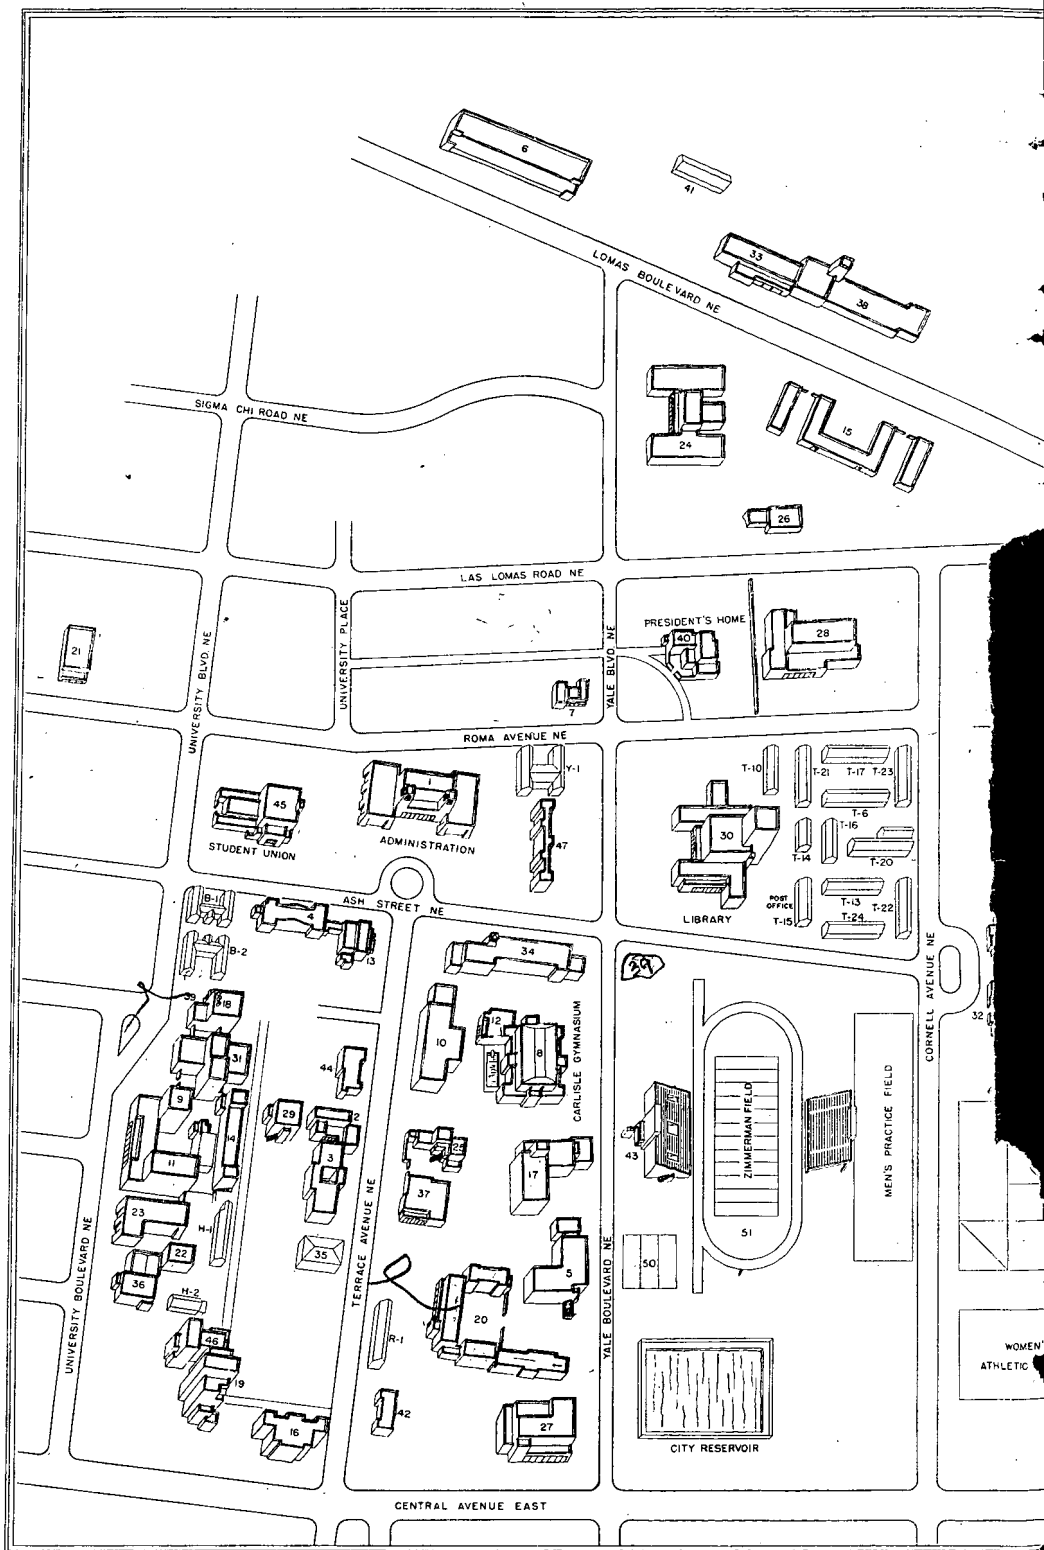 6
41
LOMAS BOULEVARD NE
33
38
SIGMA CHI ROAD NE
24
15
26
LAS LOMAS ROAD NE
UNIVERSITY PLACE
UNIVERSITY BLVD. NE
YALE BLVD. NE
PRESIDENT'S HOME
40
28
21
7
ROMA AVENUE NE
Y-1
T-10
T-21
T-17
T-23
T-6
T-16
T-14
T-20
1
45
STUDENT UNION
ADMINISTRATION
47
30
LIBRARY
POST
OFFICE
T-15
T-13
T-24
T-22
ASH STREET NE
B-1
B-2
4
13
34
39
CORNELL AVENUE NE
32
39
18
31
10
12
8
CARLISLE GYMNASIUM
44
9
14
29
2
3
11
25
37
17
43
ZIMMERMAN FIELD
51
MEN'S PRACTICE FIELD
23
H-1
22
36
H-2
35
TERRACE AVENUE NE
5
50
20
R-1
YALE BOULEVARD NE
UNIVERSITY BOULEVARD NE
46
19
16
42
27
WOMEN'
ATHLETIC
CITY RESERVOIR
CENTRAL AVENUE EAST